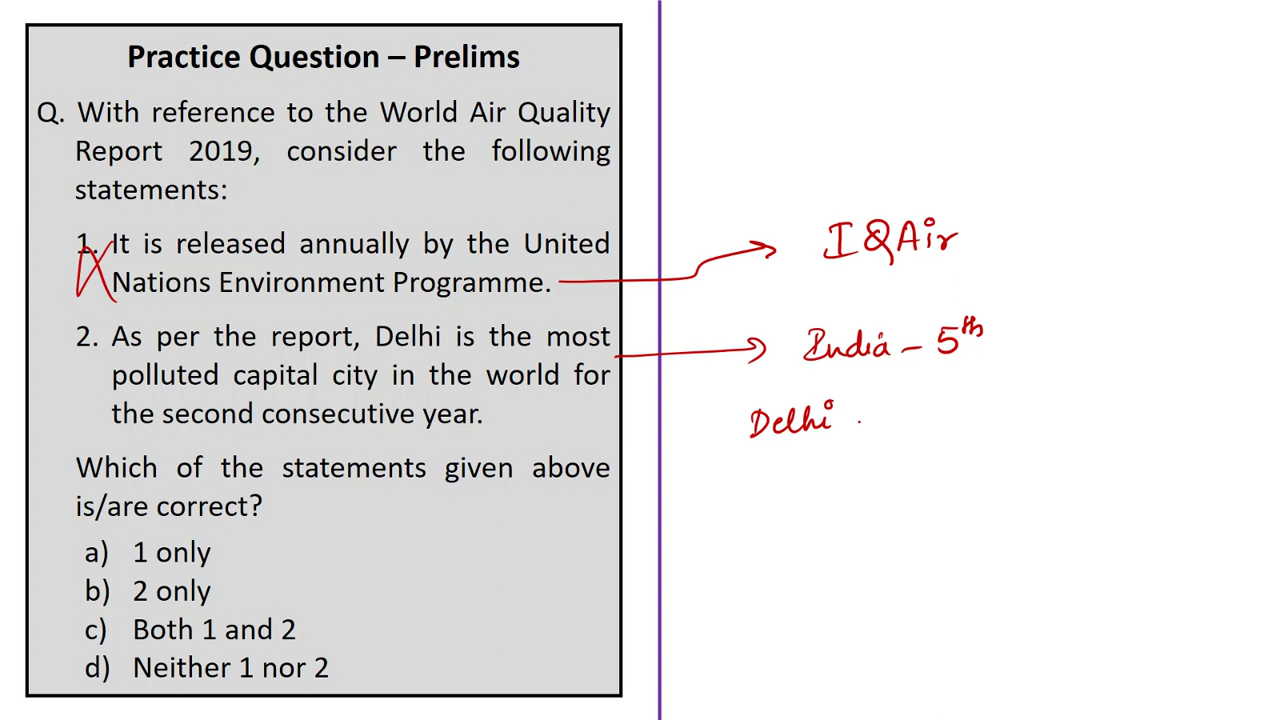 Practice Question – Prelims
Q. With reference to the World Air Quality
Report 2019, consider the following
statements:
1. It is released annually by the United
Nations Environment Programme.
2. As per the report, Delhi is the most
polluted capital city in the world for
the second consecutive year.
Which of the statements given above
is/are correct?
a) 1 only
b) 2 only
c) Both 1 and 2
d) Neither 1 nor 2
IQAir
India – 5th
Delhi